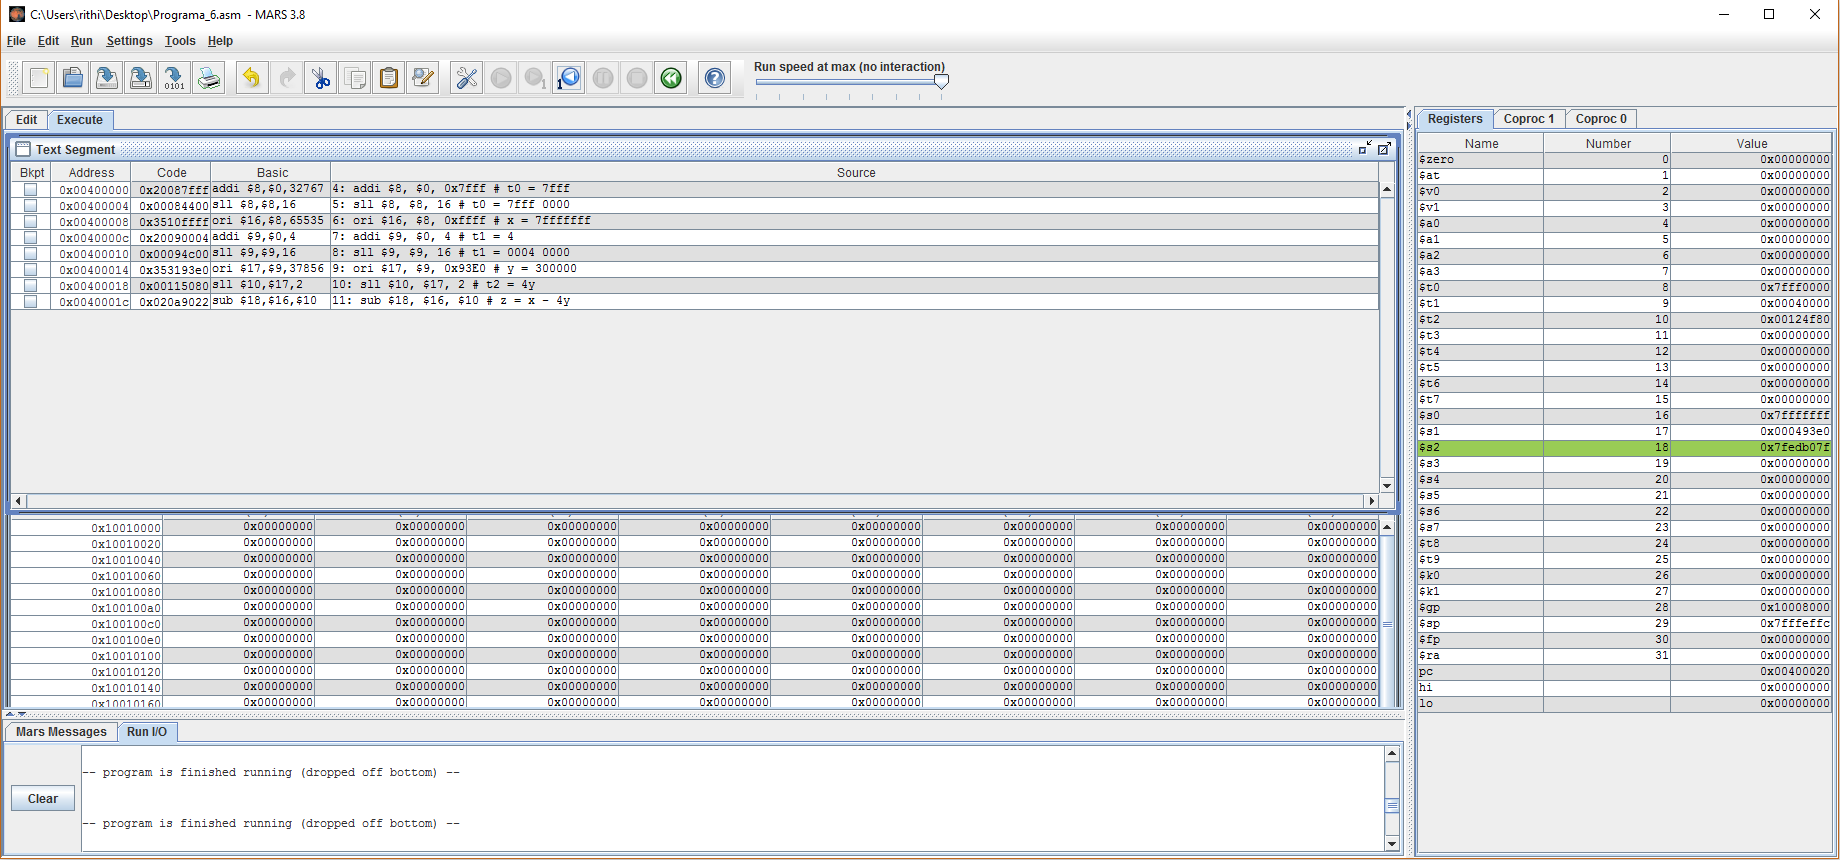 C:\Users\rithi\Desktop\Programa_6.asm - MARS 3.8
File Edit Run Settings Tools Help
Run speed at max (no interaction)
Edit Execute
Text Segment
Bkpt Address Code Basic Source
0x00400000 0x20087fff addi $8,$0,32767 4: addi $8, $0, 0x7fff # t0 = 7fff
0x00400004 0x00084400 sll $8,$8,16 5: sll $8, $8, 16 # t0 = 7fff 0000
0x00400008 0x3510ffff ori $16,$8,65535 6: ori $16, $8, 0xffff # x = 7fffffff
0x0040000c 0x20090004 addi $9,$0,4 7: addi $9, $0, 4 # t1 = 4
0x00400010 0x00094c00 sll $9,$9,16 8: sll $9, $9, 16 # t1 = 0004 0000
0x00400014 0x353193e0 ori $17,$9,37856 9: ori $17, $9, 0x93E0 # y = 300000
0x00400018 0x00115080 sll $10,$17,2 10: sll $10, $17, 2 # t2 = 4y
0x0040001c 0x020a9022 sub $18,$16,$10 11: sub $18, $16, $10 # z = x - 4y
0x10010000 0x00000000 0x00000000 0x00000000 0x00000000 0x00000000 0x00000000 0x00000000 0x00000000
0x10010020 0x00000000 0x00000000 0x00000000 0x00000000 0x00000000 0x00000000 0x00000000 0x00000000
0x10010040 0x00000000 0x00000000 0x00000000 0x00000000 0x00000000 0x00000000 0x00000000 0x00000000
0x10010060 0x00000000 0x00000000 0x00000000 0x00000000 0x00000000 0x00000000 0x00000000 0x00000000
0x10010080 0x00000000 0x00000000 0x00000000 0x00000000 0x00000000 0x00000000 0x00000000 0x00000000
0x100100a0 0x00000000 0x00000000 0x00000000 0x00000000 0x00000000 0x00000000 0x00000000 0x00000000
0x100100c0 0x00000000 0x00000000 0x00000000 0x00000000 0x00000000 0x00000000 0x00000000 0x00000000
0x100100e0 0x00000000 0x00000000 0x00000000 0x00000000 0x00000000 0x00000000 0x00000000 0x00000000
0x10010100 0x00000000 0x00000000 0x00000000 0x00000000 0x00000000 0x00000000 0x00000000 0x00000000
0x10010120 0x00000000 0x00000000 0x00000000 0x00000000 0x00000000 0x00000000 0x00000000 0x00000000
0x10010140 0x00000000 0x00000000 0x00000000 0x00000000 0x00000000 0x00000000 0x00000000 0x00000000
0x10010160 0x00000000 0x00000000 0x00000000 0x00000000 0x00000000 0x00000000 0x00000000 0x00000000
Mars Messages Run I/O
-- program is finished running (dropped off bottom) --
Clear
-- program is finished running (dropped off bottom) --
Registers Coproc 1 Coproc 0
Name Number Value
$zero 0 0x00000000
$at 1 0x00000000
$v0 2 0x00000000
$v1 3 0x00000000
$a0 4 0x00000000
$a1 5 0x00000000
$a2 6 0x00000000
$a3 7 0x00000000
$t0 8 0x7fff0000
$t1 9 0x00040000
$t2 10 0x00124f80
$t3 11 0x00000000
$t4 12 0x00000000
$t5 13 0x00000000
$t6 14 0x00000000
$t7 15 0x00000000
$s0 16 0x7fffffff
$s1 17 0x000493e0
$s2 18 0x7fedb07f
$s3 19 0x00000000
$s4 20 0x00000000
$s5 21 0x00000000
$s6 22 0x00000000
$s7 23 0x00000000
$t8 24 0x00000000
$t9 25 0x00000000
$k0 26 0x00000000
$k1 27 0x00000000
$gp 28 0x10008000
$sp 29 0x7fffeffc
$fp 30 0x00000000
$ra 31 0x00000000
pc 0x00400020
hi 0x00000000
lo 0x00000000